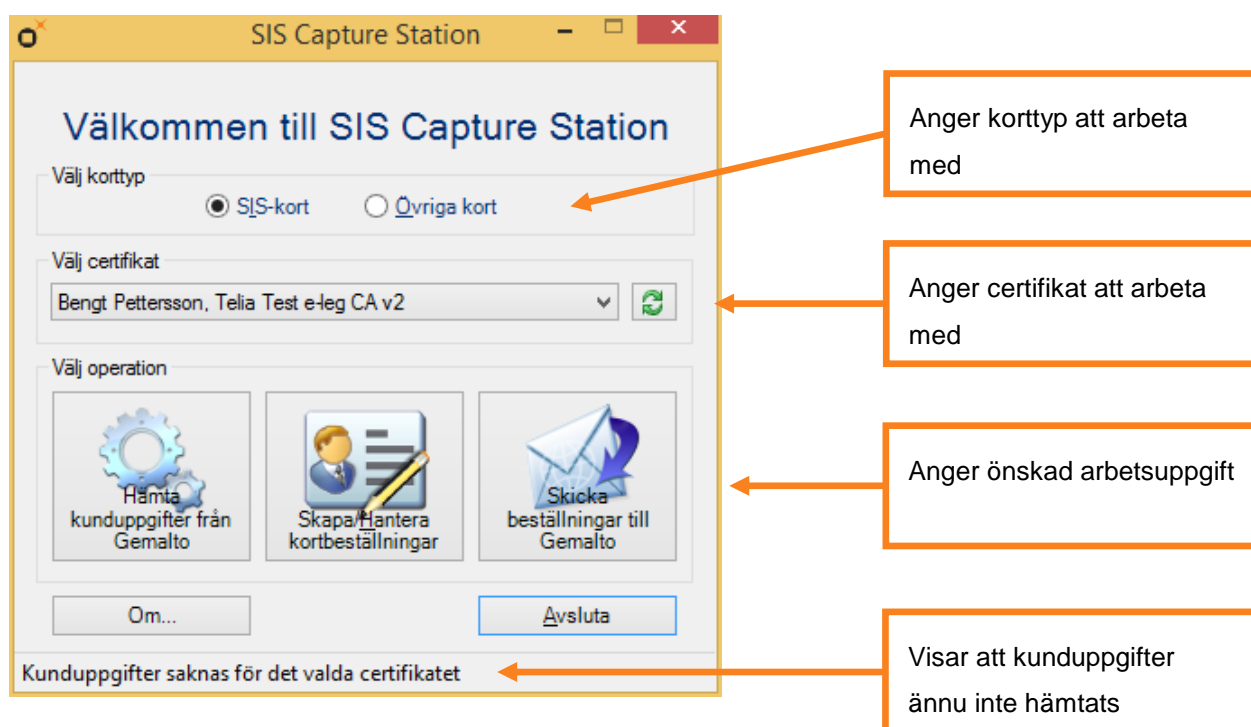 SIS Capture Station
Välkommen till SIS Capture Station
Välj korttyp
SIS-kort
Övriga kort
Välj certifikat
Bengt Pettersson, Telia Test e-leg CA v2
Välj operation
Hämta
kunduppgifter från
Gemalto
Skapa/Hantera
kortbeställningar
Skicka
beställningar till
Gemalto
Om...
Avsluta
Kunduppgifter saknas för det valda certifikatet
Anger korttyp att arbeta
med
Anger certifikat att arbeta
med
Anger önskad arbetsuppgift
Visar att kunduppgifter
ännu inte hämtats